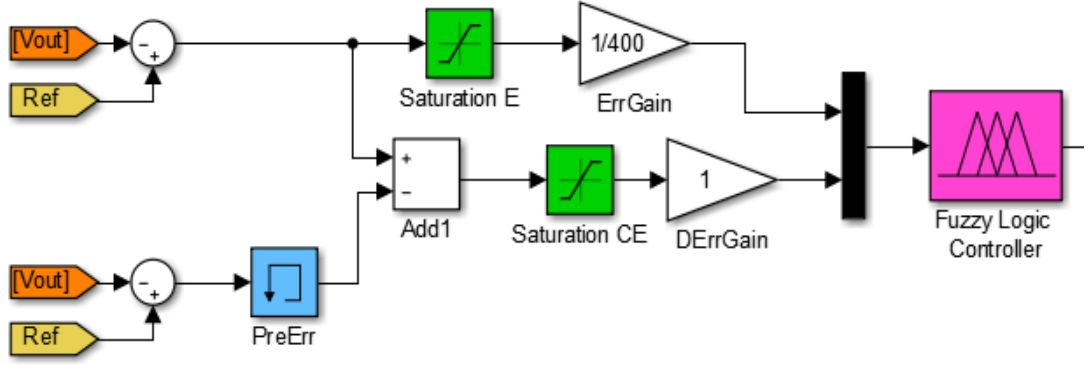 [Vout]
Ref
-
+
Saturation E
1/400
ErrGain
+
-
Add1
Saturation CE
1
DErrGain
Fuzzy Logic
Controller
[Vout]
Ref
-
+
PreErr